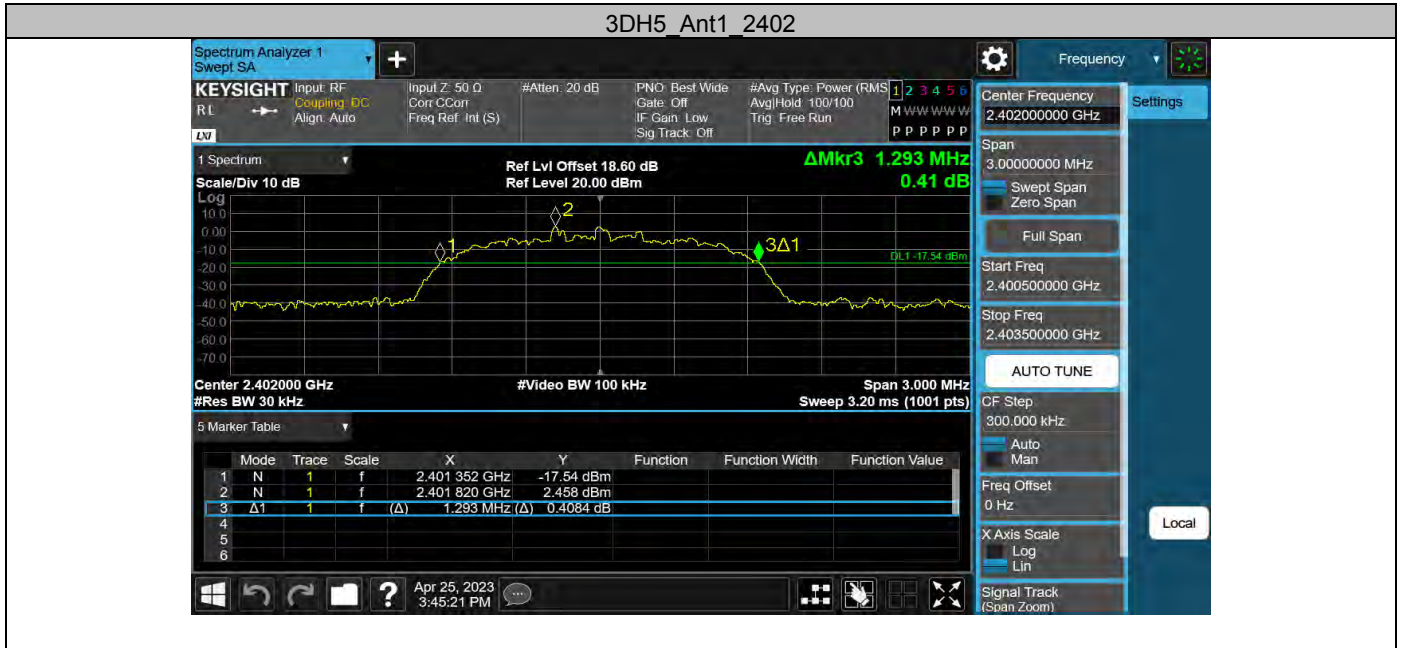 3DH5_Ant1_2402
Spectrum Analyzer 1
Swept SA
+
Frequency
KEYSIGHT
RL
LXI
Input: RF
Coupling: DC
Align: Auto
Input Z: 50 Ω
Corr CCorr
Freq Ref: Int (S)
#Atten: 20 dB
PNO: Best Wide
Gate: Off
IF Gain: Low
Sig Track: Off
#Avg Type: Power (RMS
Avg|Hold: 100/100
Trig: Free Run
1 2 3 4 5 6
M W W W W W
P P P P P P
Center Frequency
2.402000000 GHz
Settings
Span
3.00000000 MHz
Swept Span
Zero Span
Full Span
Start Freq
2.400500000 GHz
Stop Freq
2.403500000 GHz
AUTO TUNE
CF Step
300.000 kHz
Auto
Man
Freq Offset
0 Hz
X Axis Scale
Log
Lin
Signal Track
(Span Zoom)
Local
1 Spectrum
Scale/Div 10 dB
Ref Lvl Offset 18.60 dB
Ref Level 20.00 dBm
ΔMkr3 1.293 MHz
0.41 dB
Log
10.0
0.00
-10.0
-20.0
-30.0
-40.0
-50.0
-60.0
-70.0
1
2
3Δ1
DL1 -17.54 dBm
Center 2.402000 GHz
#Res BW 30 kHz
#Video BW 100 kHz
Span 3.000 MHz
Sweep 3.20 ms (1001 pts)
5 Marker Table
Mode Trace Scale X Y Function Function Width Function Value
1 N 1 f 2.401 352 GHz -17.54 dBm
2 N 1 f 2.401 820 GHz 2.458 dBm
3 Δ1 1 f (Δ) 1.293 MHz (Δ) 0.4084 dB
4
5
6
?
Apr 25, 2023
3:45:21 PM